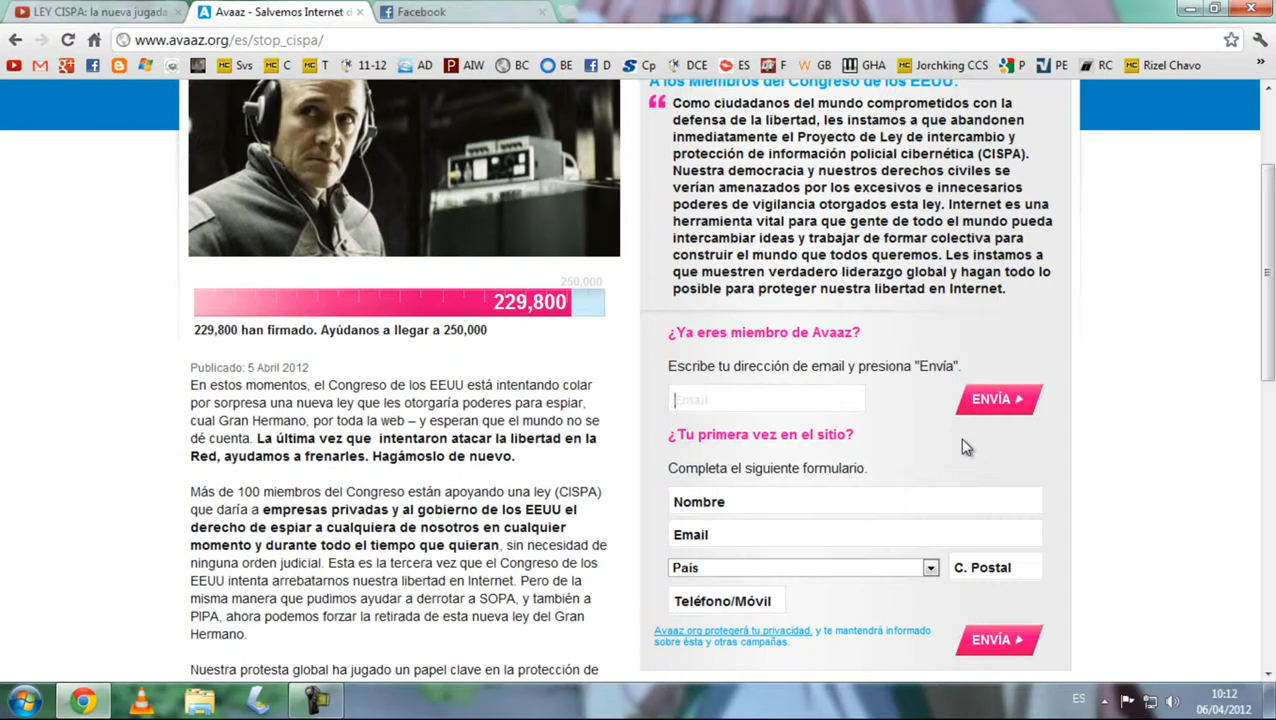 LEY CISPA: la nueva jugada
Avaaz - Salvemos Internet d
Facebook
www.avaaz.org/es/stop_cispa/
Svs C T 11-12 AD AIW BC BE D Cp DCE ES F GB GHA Jorchking CCS P PE RC Rizel Chavo »
A los Miembros del Congreso de los EEUU:
Como ciudadanos del mundo comprometidos con la
defensa de la libertad, les instamos a que abandonen
inmediatamente el Proyecto de Ley de intercambio y
protección de información policial cibernética (CISPA).
Nuestra democracia y nuestros derechos civiles se
verían amenazados por los excesivos e innecesarios
poderes de vigilancia otorgados esta ley. Internet es una
herramienta vital para que gente de todo el mundo pueda
intercambiar ideas y trabajar de formar colectiva para
construir el mundo que todos queremos. Les instamos a
que muestren verdadero liderazgo global y hagan todo lo
posible para proteger nuestra libertad en Internet.
250,000
229,800
229,800 han firmado. Ayúdanos a llegar a 250,000
Publicado: 5 Abril 2012
En estos momentos, el Congreso de los EEUU está intentando colar
por sorpresa una nueva ley que les otorgaría poderes para espiar,
cual Gran Hermano, por toda la web – y esperan que el mundo no se
dé cuenta. La última vez que intentaron atacar la libertad en la
Red, ayudamos a frenarles. Hagámoslo de nuevo.
Más de 100 miembros del Congreso están apoyando una ley (CISPA)
que daría a empresas privadas y al gobierno de los EEUU el
derecho de espiar a cualquiera de nosotros en cualquier
momento y durante todo el tiempo que quieran, sin necesidad de
ninguna orden judicial. Esta es la tercera vez que el Congreso de los
EEUU intenta arrebatarnos nuestra libertad en Internet. Pero de la
misma manera que pudimos ayudar a derrotar a SOPA, y también a
PIPA, ahora podemos forzar la retirada de esta nueva ley del Gran
Hermano.
Nuestra protesta global ha jugado un papel clave en la protección de
¿Ya eres miembro de Avaaz?
Escribe tu dirección de email y presiona "Envía".
Email
ENVÍA
¿Tu primera vez en el sitio?
Completa el siguiente formulario.
Nombre
Email
País
C. Postal
Teléfono/Móvil
Avaaz.org protegerá tu privacidad, y te mantendrá informado
sobre ésta y otras campañas.
ENVÍA
ES
10:12
06/04/2012